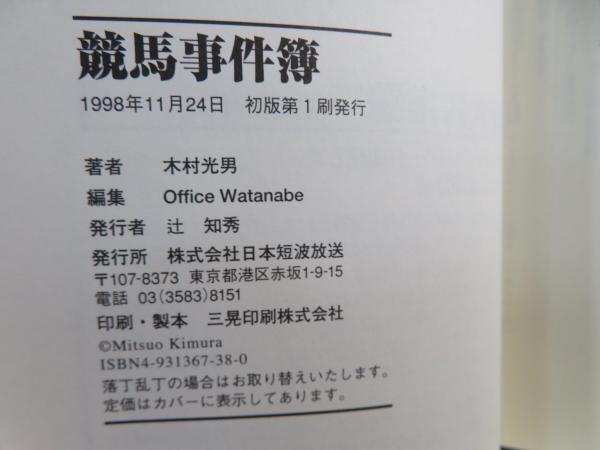 競馬事件簿
1998年11月24日　初版第1刷発行
著者　木村光男
編集　Office Watanabe
発行者　辻　知秀
発行所　株式会社日本短波放送
〒107-8373　東京都港区赤坂1-9-15
電話　03(3583)8151
印刷・製本　三晃印刷株式会社
©Mitsuo Kimura
ISBN4-931367-38-0
落丁乱丁の場合はお取り替えいたします。
定価はカバーに表示してあります。